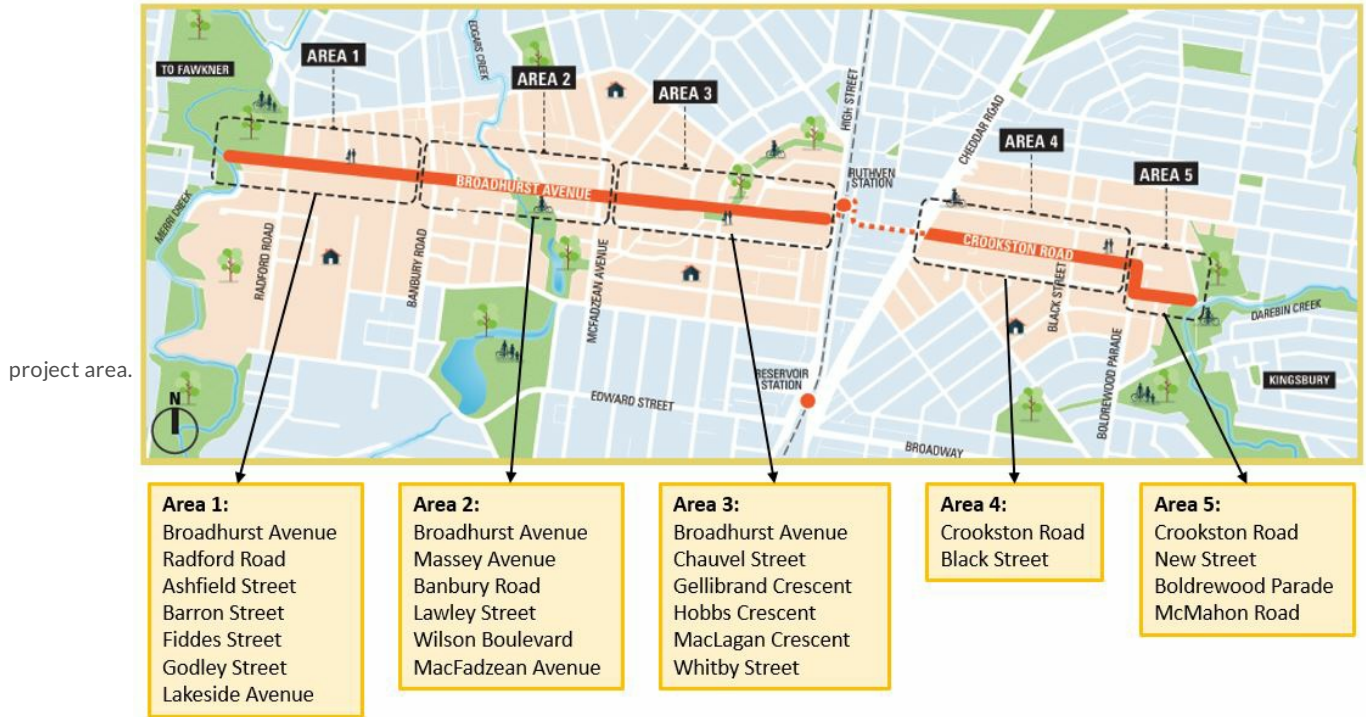 AREA 1
EDGARS CREEK
AREA 2
TO FAWKNER
AREA 3
HIGH STREET
CHEDDAR ROAD
AREA 4
RUTHVEN
STATION
AREA 5
BROADHURST AVENUE
MERRI CREEK
RADFORD ROAD
BANBURY ROAD
MCFADZEAN AVENUE
CROOKSTON ROAD
BLACK STREET
DAREBIN CREEK
BOLDREWOOD PARADE
project area.
RESERVOIR
STATION
KINGSBURY
N
EDWARD STREET
BROADWAY
Area 1:
Broadhurst Avenue
Radford Road
Ashfield Street
Barron Street
Fiddes Street
Godley Street
Lakeside Avenue
Area 2:
Broadhurst Avenue
Massey Avenue
Banbury Road
Lawley Street
Wilson Boulevard
MacFadzean Avenue
Area 3:
Broadhurst Avenue
Chauvel Street
Gellibrand Crescent
Hobbs Crescent
MacLagan Crescent
Whitby Street
Area 4:
Crookston Road
Black Street
Area 5:
Crookston Road
New Street
Boldrewood Parade
McMahon Road